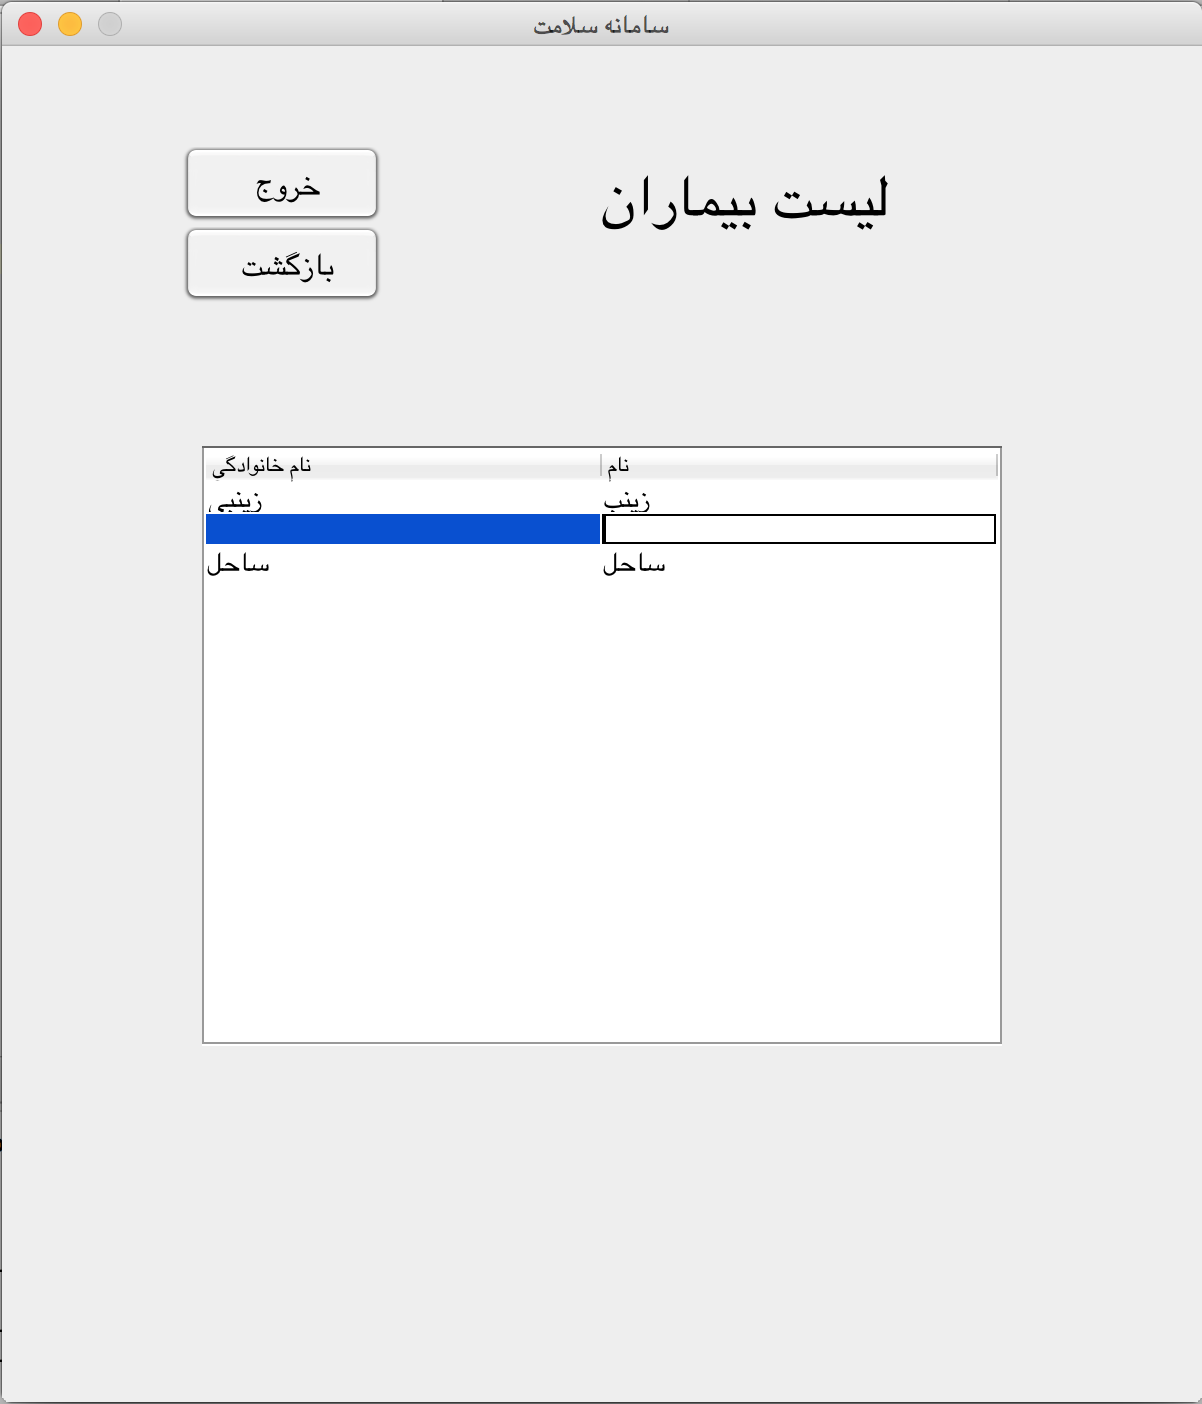 سامانه سلامت
لیست بیماران
خروج
بازگشت
نام نام خانوادگی
زینب زینبی
ساحل ساحل